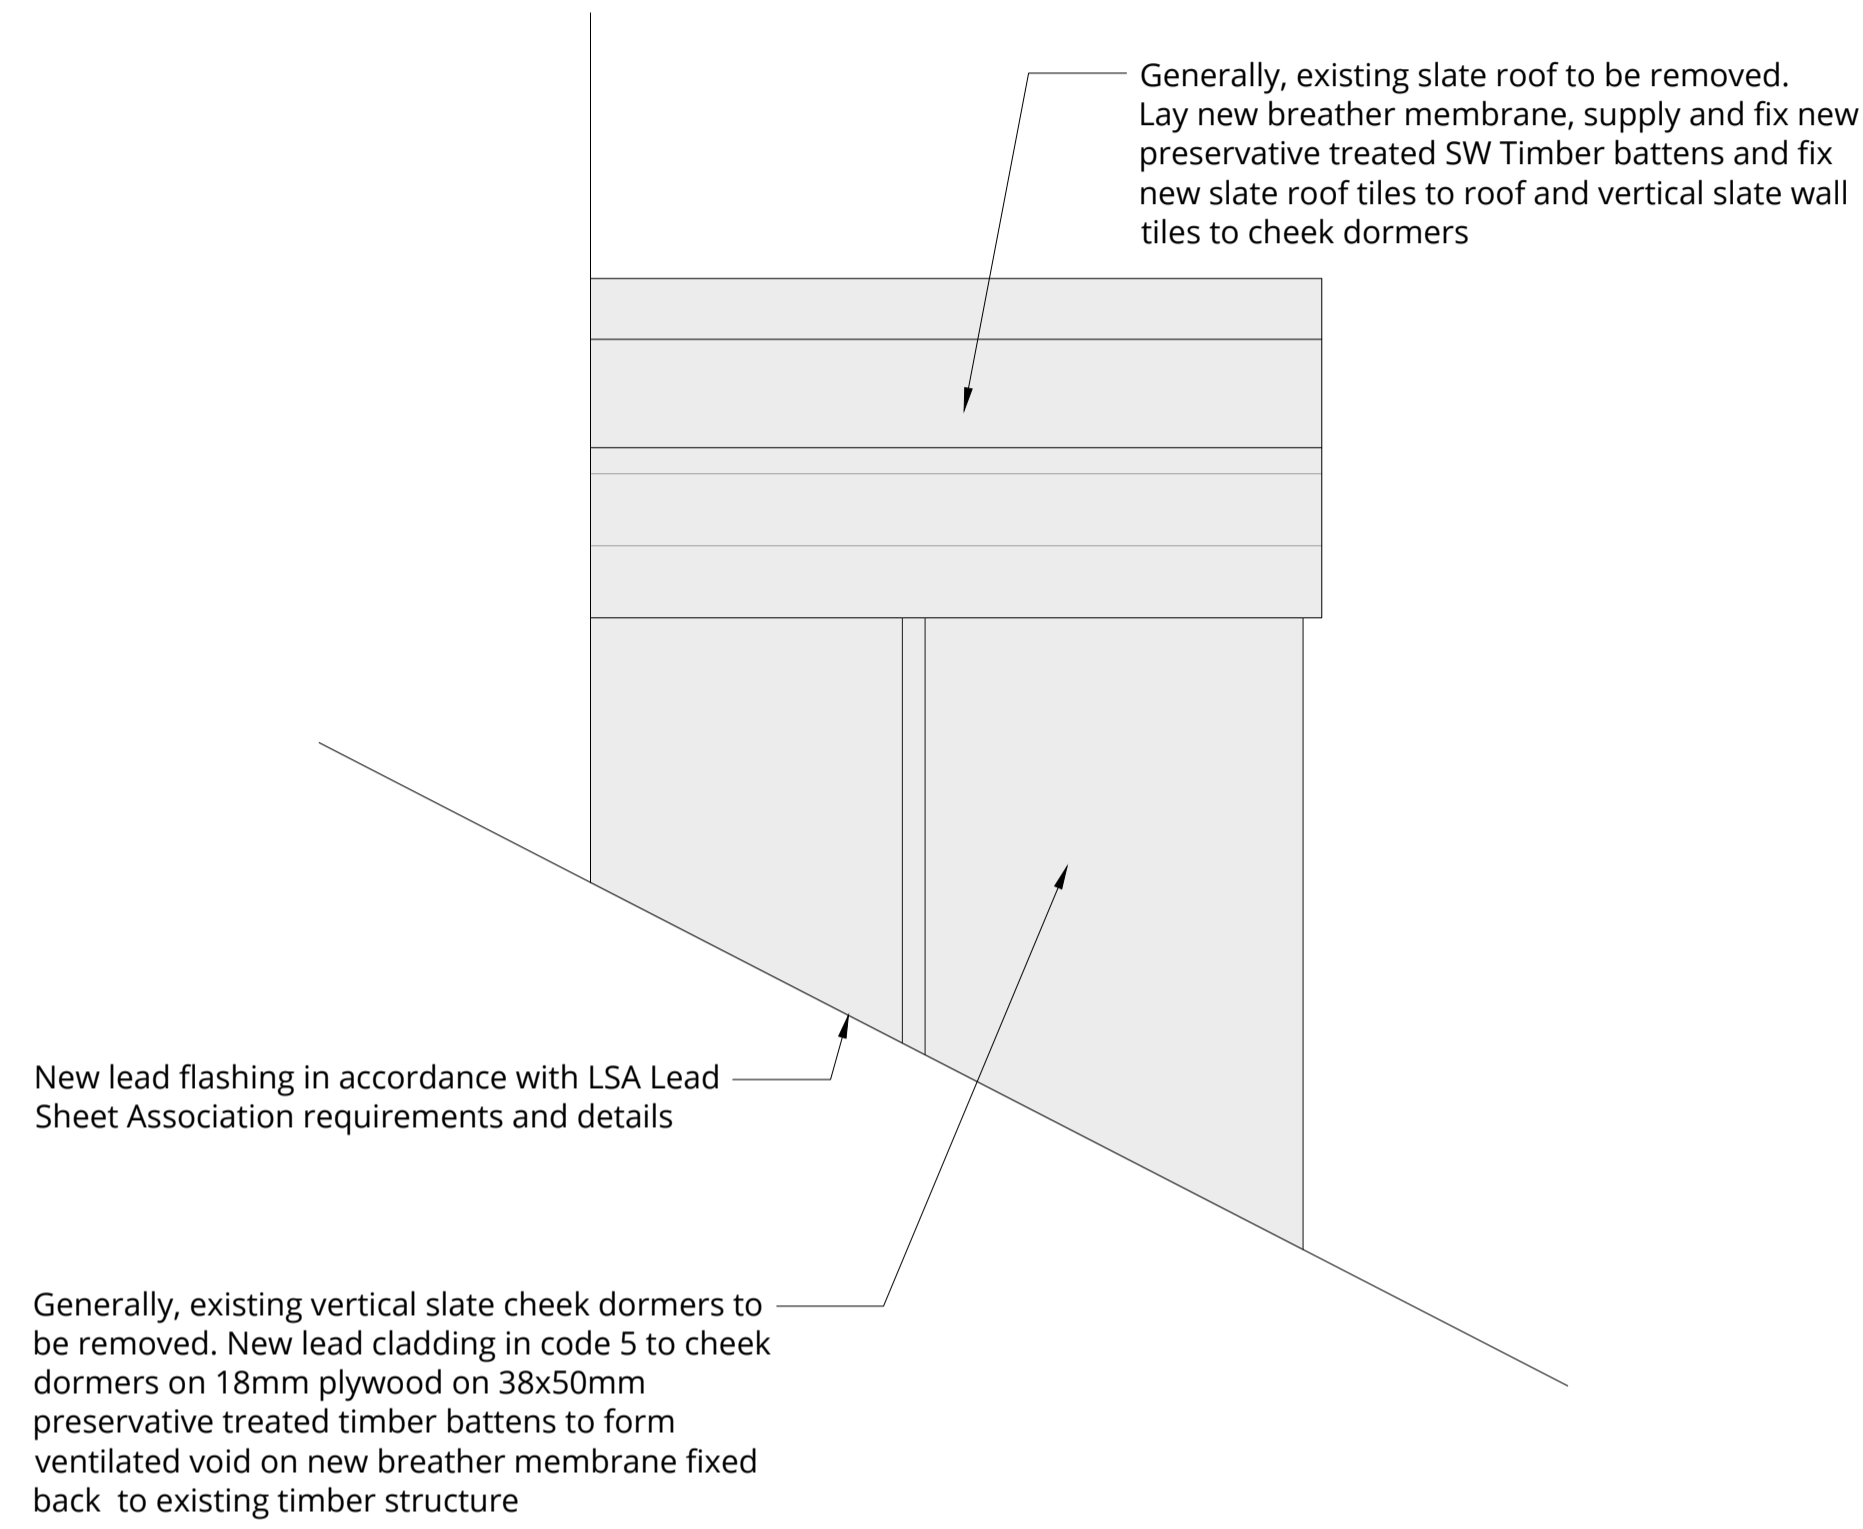 Generally, existing slate roof to be removed.
Lay new breather membrane, supply and fix new
preservative treated SW Timber battens and fix
new slate roof tiles to roof and vertical slate wall
tiles to cheek dormers
New lead flashing in accordance with LSA Lead
Sheet Association requirements and details
Generally, existing vertical slate cheek dormers to
be removed. New lead cladding in code 5 to cheek
dormers on 18mm plywood on 38x50mm
preservative treated timber battens to form
ventilated void on new breather membrane fixed
back  to existing timber structure